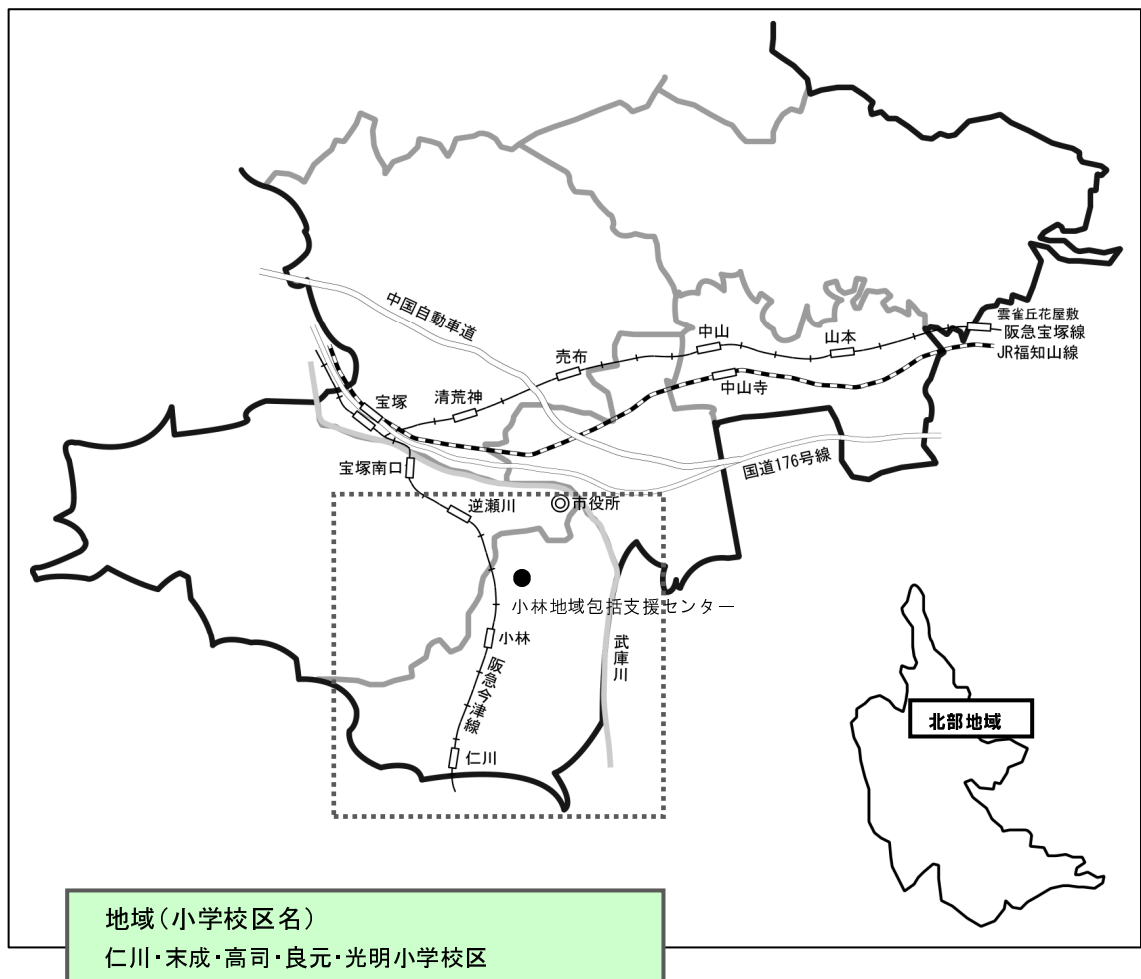 中国自動車道
雲雀丘花屋敷
阪急宝塚線
JR福知山線
中山
山本
売布
中山寺
清荒神
宝塚
国道176号線
宝塚南口
逆瀬川
市役所
小林地域包括支援センター
小林
武庫川
阪急今津線
仁川
北部地域
地域(小学校区名)
仁川・末成・高司・良元・光明小学校区